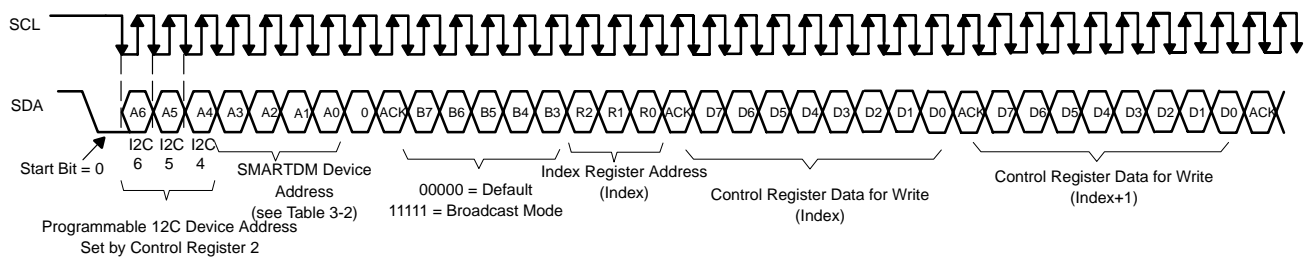 SCL
SDA
A6 A5 A4 A3 A2 A1 A0 0 ACK B7 B6 B5 B4 B3 R2 R1 R0 ACK D7 D6 D5 D4 D3 D2 D1 D0 ACK D7 D6 D5 D4 D3 D2 D1 D0 ACK
Start Bit = 0
I2C I2C I2C
6 5 4
Programmable 12C Device Address
Set by Control Register 2
SMARTDM Device
Address
(see Table 3-2)
00000 = Default
11111 = Broadcast Mode
Index Register Address
(Index)
Control Register Data for Write
(Index)
Control Register Data for Write
(Index+1)